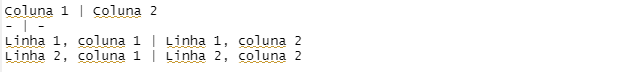 Coluna 1 | Coluna 2
- | -
Linha 1, coluna 1 | Linha 1, coluna 2
Linha 2, coluna 1 | Linha 2, coluna 2